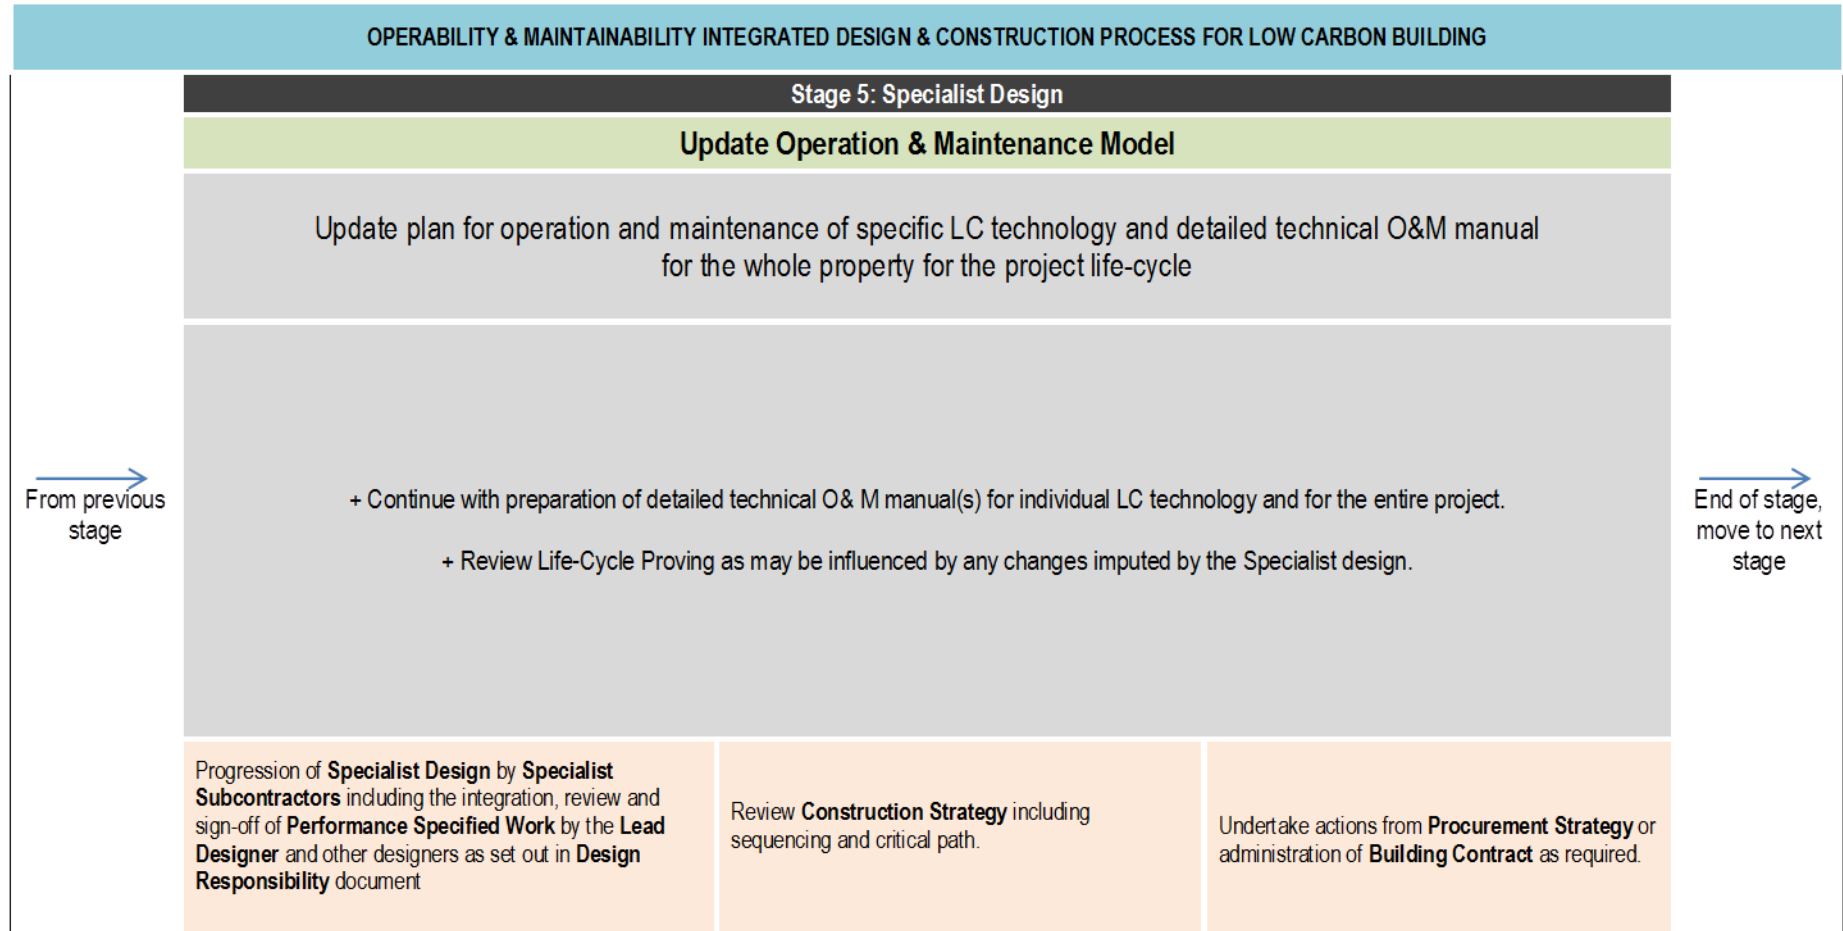 OPERABILITY & MAINTAINABILITY INTEGRATED DESIGN & CONSTRUCTION PROCESS FOR LOW CARBON BUILDING
Stage 5: Specialist Design
Update Operation & Maintenance Model
Update plan for operation and maintenance of specific LC technology and detailed technical O&M manual
for the whole property for the project life-cycle
From previous
stage
+ Continue with preparation of detailed technical O& M manual(s) for individual LC technology and for the entire project.
+ Review Life-Cycle Proving as may be influenced by any changes imputed by the Specialist design.
End of stage,
move to next
stage
Progression of Specialist Design by Specialist
Subcontractors including the integration, review and
sign-off of Performance Specified Work by the Lead
Designer and other designers as set out in Design
Responsibility document
Review Construction Strategy including
sequencing and critical path.
Undertake actions from Procurement Strategy or
administration of Building Contract as required.